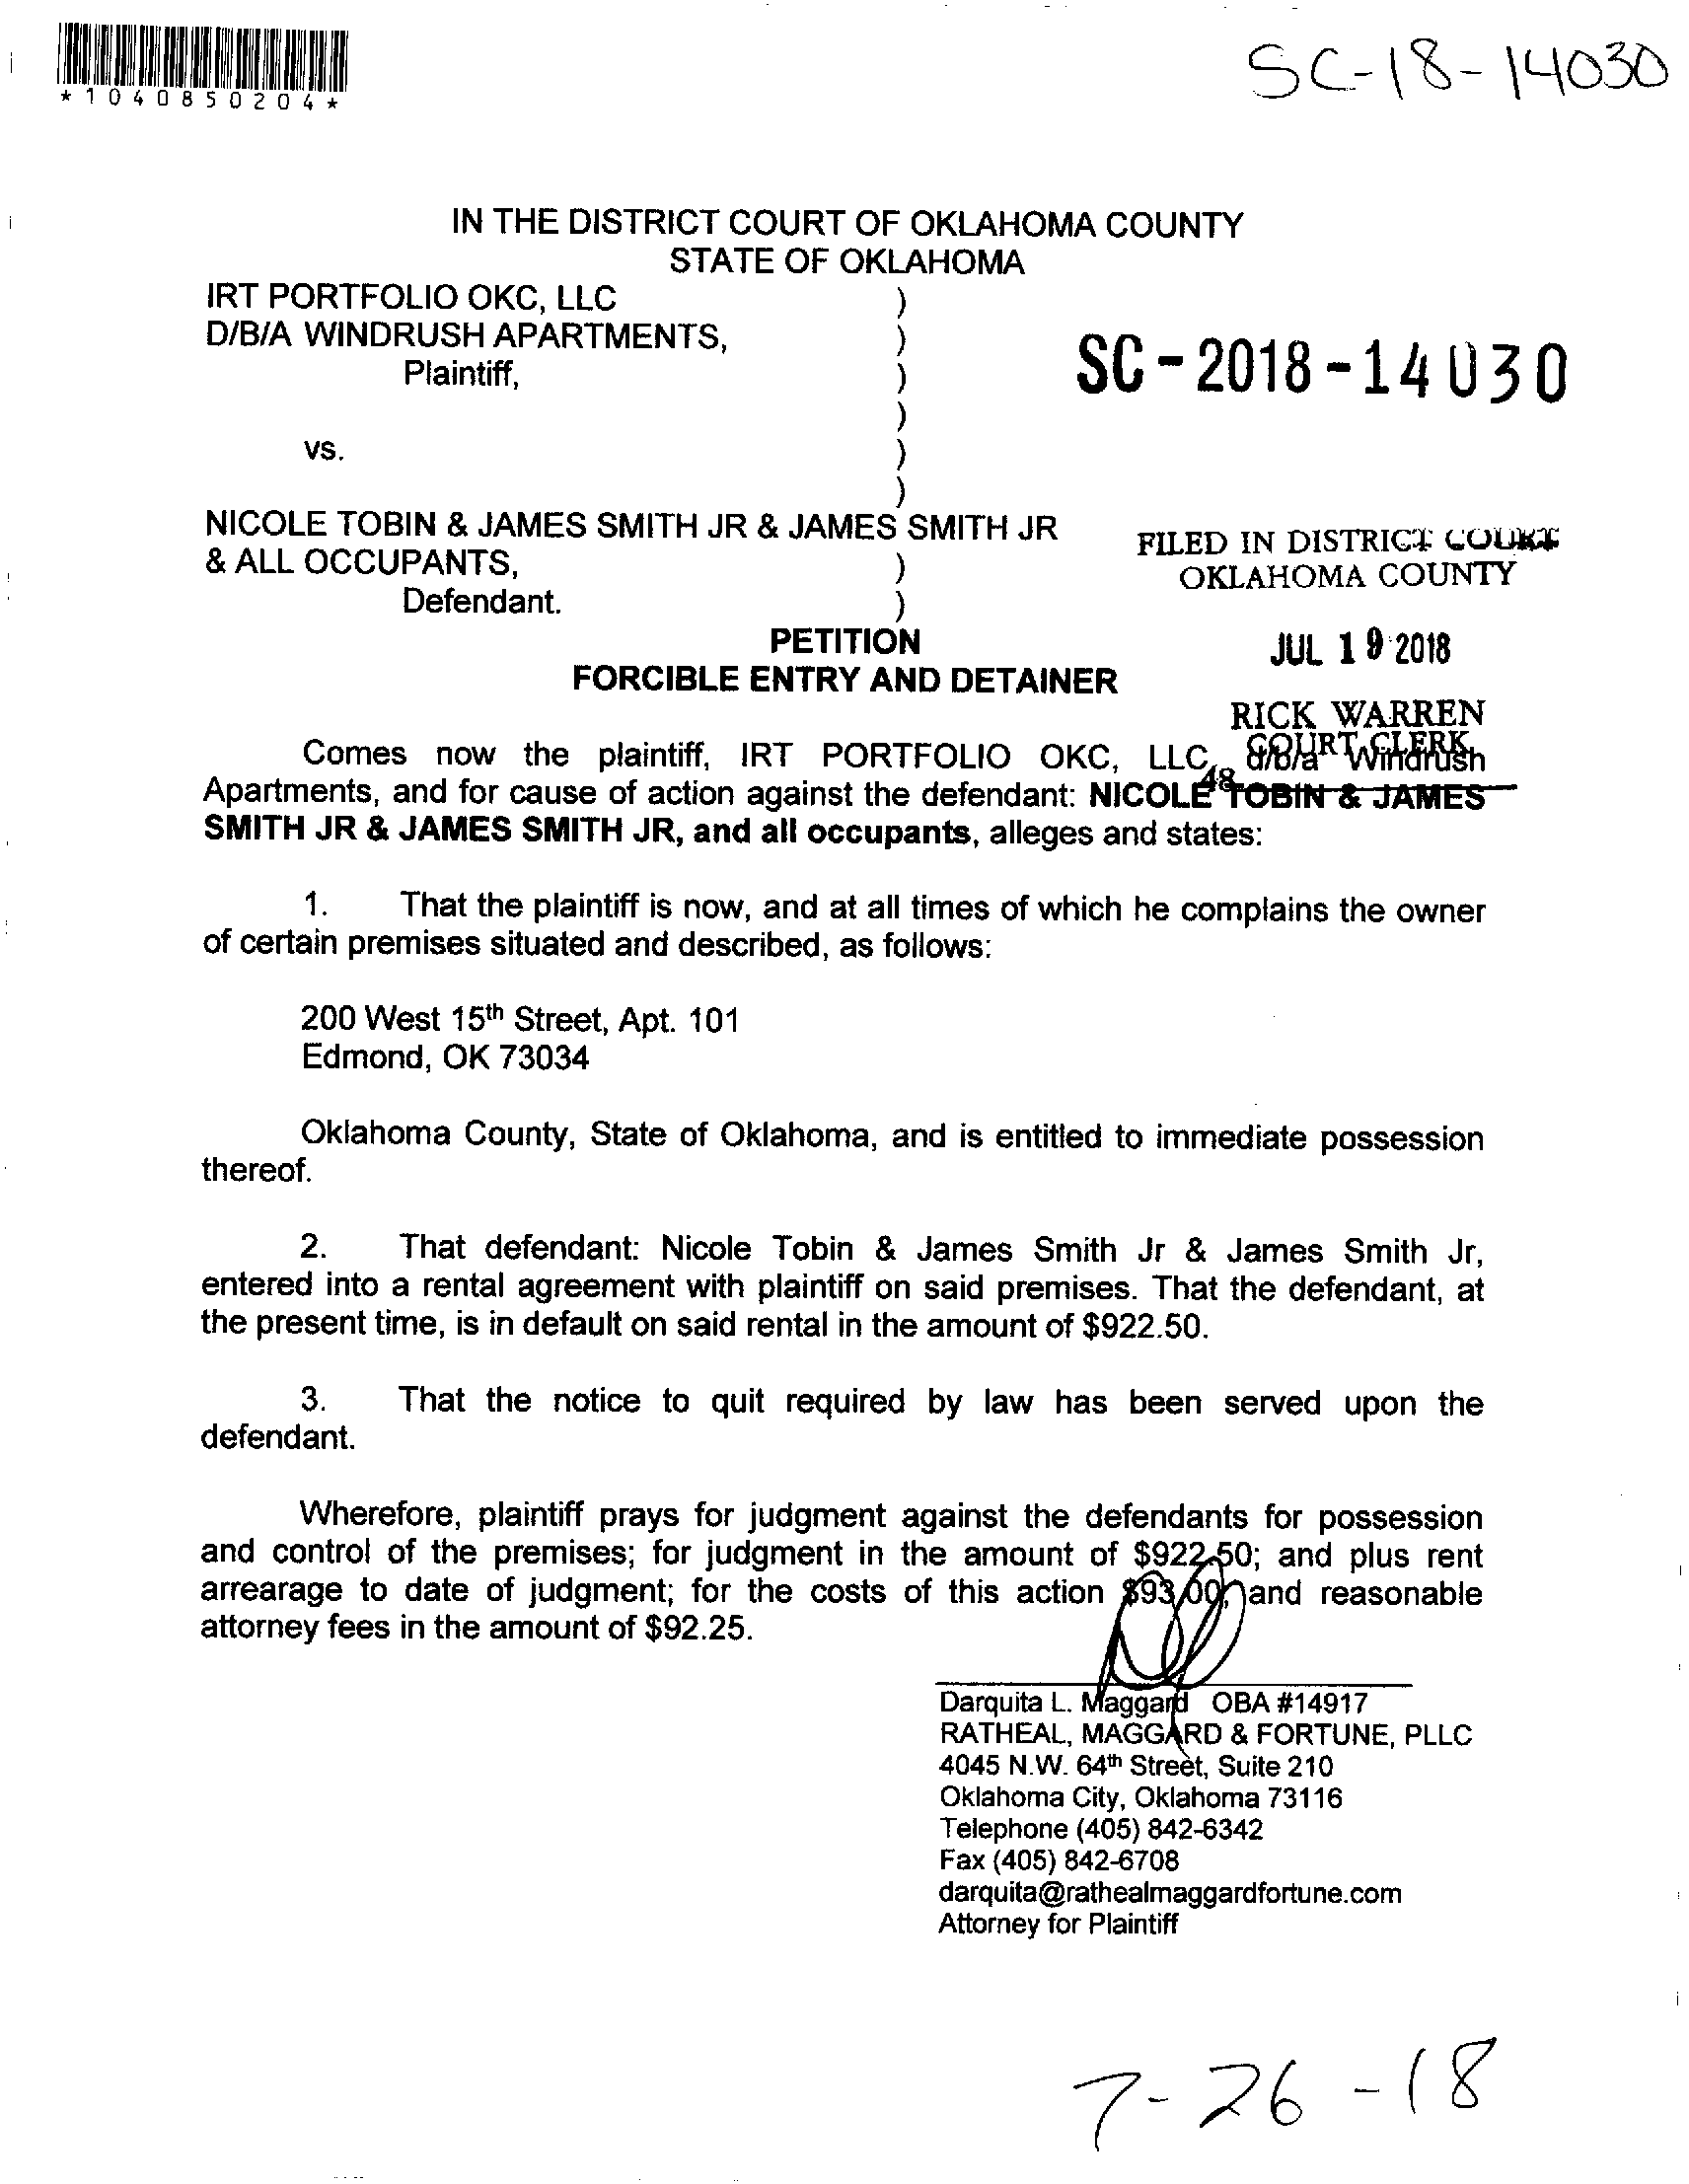 *1040850204*
SC-18-14030
IN THE DISTRICT COURT OF OKLAHOMA COUNTY
STATE OF OKLAHOMA
IRT PORTFOLIO OKC, LLC )
D/B/A WINDRUSH APARTMENTS, )
Plaintiff, )
SC-2018-14030
)
vs. )
)
NICOLE TOBIN & JAMES SMITH JR & JAMES SMITH JR
& ALL OCCUPANTS, )
Defendant. )
FILED IN DISTRICT COURT
OKLAHOMA COUNTY
JUL 19 2018
RICK WARREN
COURT CLERK
48
PETITION
FORCIBLE ENTRY AND DETAINER
Comes now the plaintiff, IRT PORTFOLIO OKC, LLC, d/b/a Windrush
Apartments, and for cause of action against the defendant: NICOLE TOBIN & JAMES
SMITH JR & JAMES SMITH JR, and all occupants, alleges and states:
1. That the plaintiff is now, and at all times of which he complains the owner
of certain premises situated and described, as follows:
200 West 15th Street, Apt. 101
Edmond, OK 73034
Oklahoma County, State of Oklahoma, and is entitled to immediate possession
thereof.
2. That defendant: Nicole Tobin & James Smith Jr & James Smith Jr,
entered into a rental agreement with plaintiff on said premises. That the defendant, at
the present time, is in default on said rental in the amount of $922.50.
3. That the notice to quit required by law has been served upon the
defendant.
Wherefore, plaintiff prays for judgment against the defendants for possession
and control of the premises; for judgment in the amount of $922.50; and plus rent
arrearage to date of judgment; for the costs of this action $93.00, and reasonable
attorney fees in the amount of $92.25.
Darquita L. Maggard OBA #14917
RATHEAL, MAGGARD & FORTUNE, PLLC
4045 N.W. 64th Street, Suite 210
Oklahoma City, Oklahoma 73116
Telephone (405) 842-6342
Fax (405) 842-6708
darquita@rathealmaggardfortune.com
Attorney for Plaintiff
7-26-18